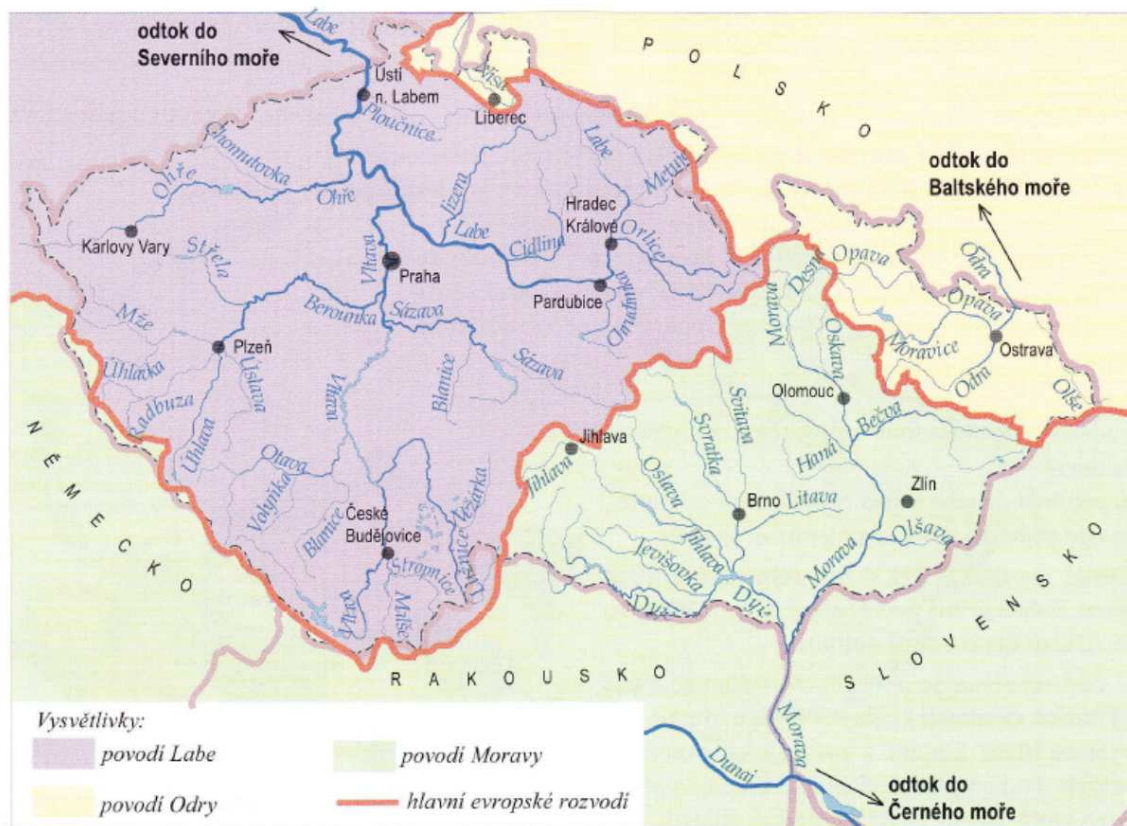 Labe
odtok do
Severního moře
Ústí
n. Labem
Nisa
Liberec
Ploučnice
Chomutovka
Ohře
Ohře
Karlovy Vary
Střela
Jizera
Labe
Metuje
Hradec
Králové
Orlice
Labe
Cidlina
Pardubice
Chrudimka
Vltava
Praha
Berounka
Sázava
Sázava
Mže
Plzeň
Úhlavka
Úslava
Radbuza
Úhlava
Vltava
Blanice
Otava
Volyňka
Blanice
České
Budějovice
Vltava
Stropnice
Malše
Lužnice
Nežárka
POLSKO
odtok do
Baltského moře
Opava
Desná
Odra
Opava
Moravice
Ostrava
Odra
Olše
Morava
Oskava
Olomouc
Bečva
Haná
Svitava
Svratka
Jihlava
Jihlava
Oslava
Brno
Litava
Zlín
Olšava
Jihlava
Jevišovka
Dyje
Dyje
Morava
NĚMECKO
RAKOUSKO
SLOVENSKO
Morava
Dunaj
odtok do
Černého moře
Vysvětlivky:
povodí Labe
povodí Moravy
povodí Odry
hlavní evropské rozvodí